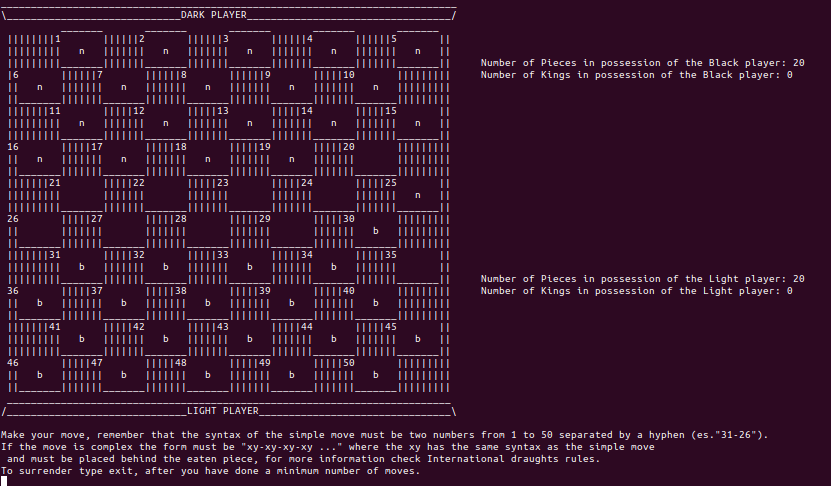 DARK PLAYER
1 2 3 4 5
n n n n n
Number of Pieces in possession of the Black player: 20
6 7 8 9 10
Number of Kings in possession of the Black player: 0
n n n n n
11 12 13 14 15
n n n n n
16 17 18 19 20
n n n n
21 22 23 24 25
n
26 27 28 29 30
b
31 32 33 34 35
b b b b
Number of Pieces in possession of the Light player: 20
36 37 38 39 40
Number of Kings in possession of the Light player: 0
b b b b b
41 42 43 44 45
b b b b b
46 47 48 49 50
b b b b b
LIGHT PLAYER
Make your move, remember that the syntax of the simple move must be two numbers from 1 to 50 separated by a hyphen (es."31-26").
If the move is complex the form must be "xy-xy-xy-xy ..." where the xy has the same syntax as the simple move
and must be placed behind the eaten piece, for more information check International draughts rules.
To surrender type exit, after you have done a minimum number of moves.